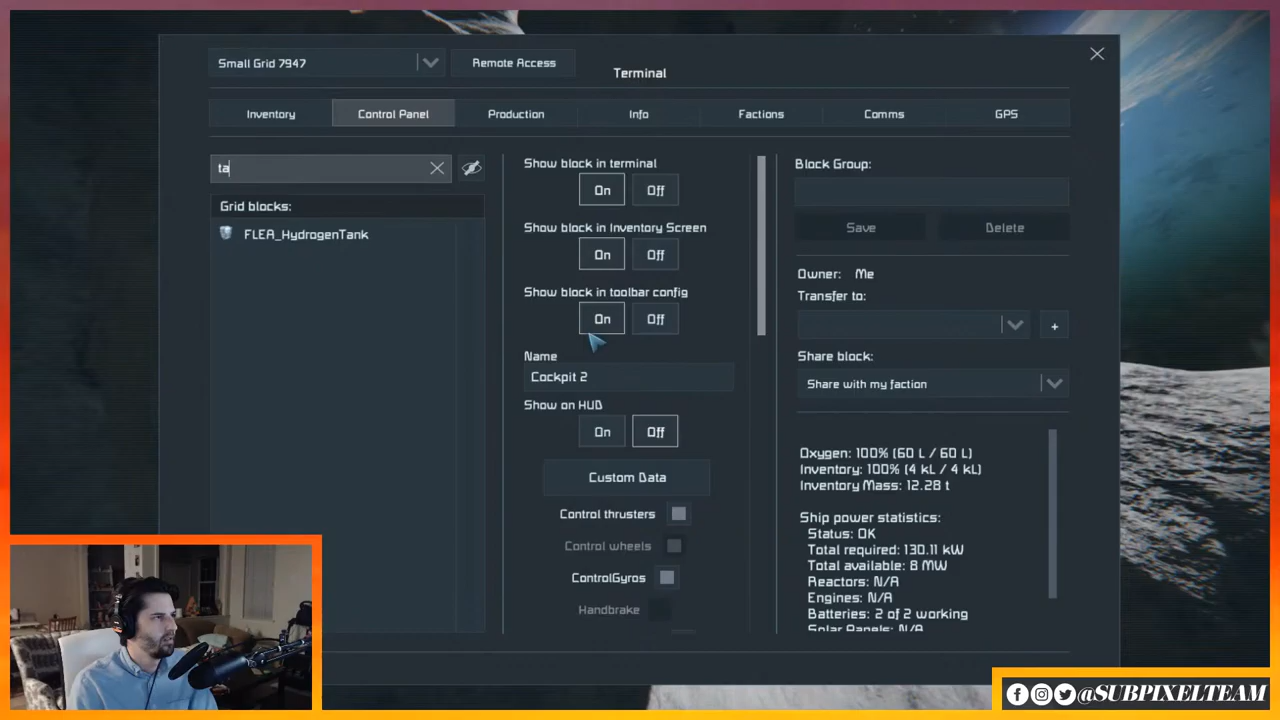 Small Grid 7947
Remote Access
Terminal
Inventory
Control Panel
Production
Info
Factions
Comms
GPS
ta
Grid blocks:
FLEA_HydrogenTank
Show block in terminal
On Off
Show block in Inventory Screen
On Off
Show block in toolbar config
On Off
Name
Cockpit 2
Show on HUD
On Off
Custom Data
Control thrusters
Control wheels
ControlGyros
Handbrake
Block Group:
Save Delete
Owner: Me
Transfer to:
+
Share block:
Share with my faction
Oxygen: 100% (60 L / 60 L)
Inventory: 100% (4 kL / 4 kL)
Inventory Mass: 12.28 t
Ship power statistics:
Status: OK
Total required: 130.11 kW
Total available: 8 MW
Reactors: N/A
Engines: N/A
Batteries: 2 of 2 working
Solar Panels: N/A
@SUBPIXELTEAM